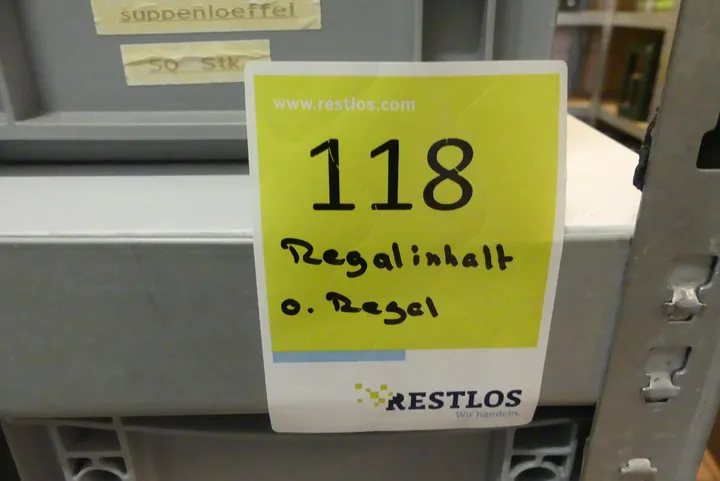 suppenloeffel
50 Stk
www.restlos.com
118
Regalinhalt
o. Regal
RESTLOS
Wir handeln.